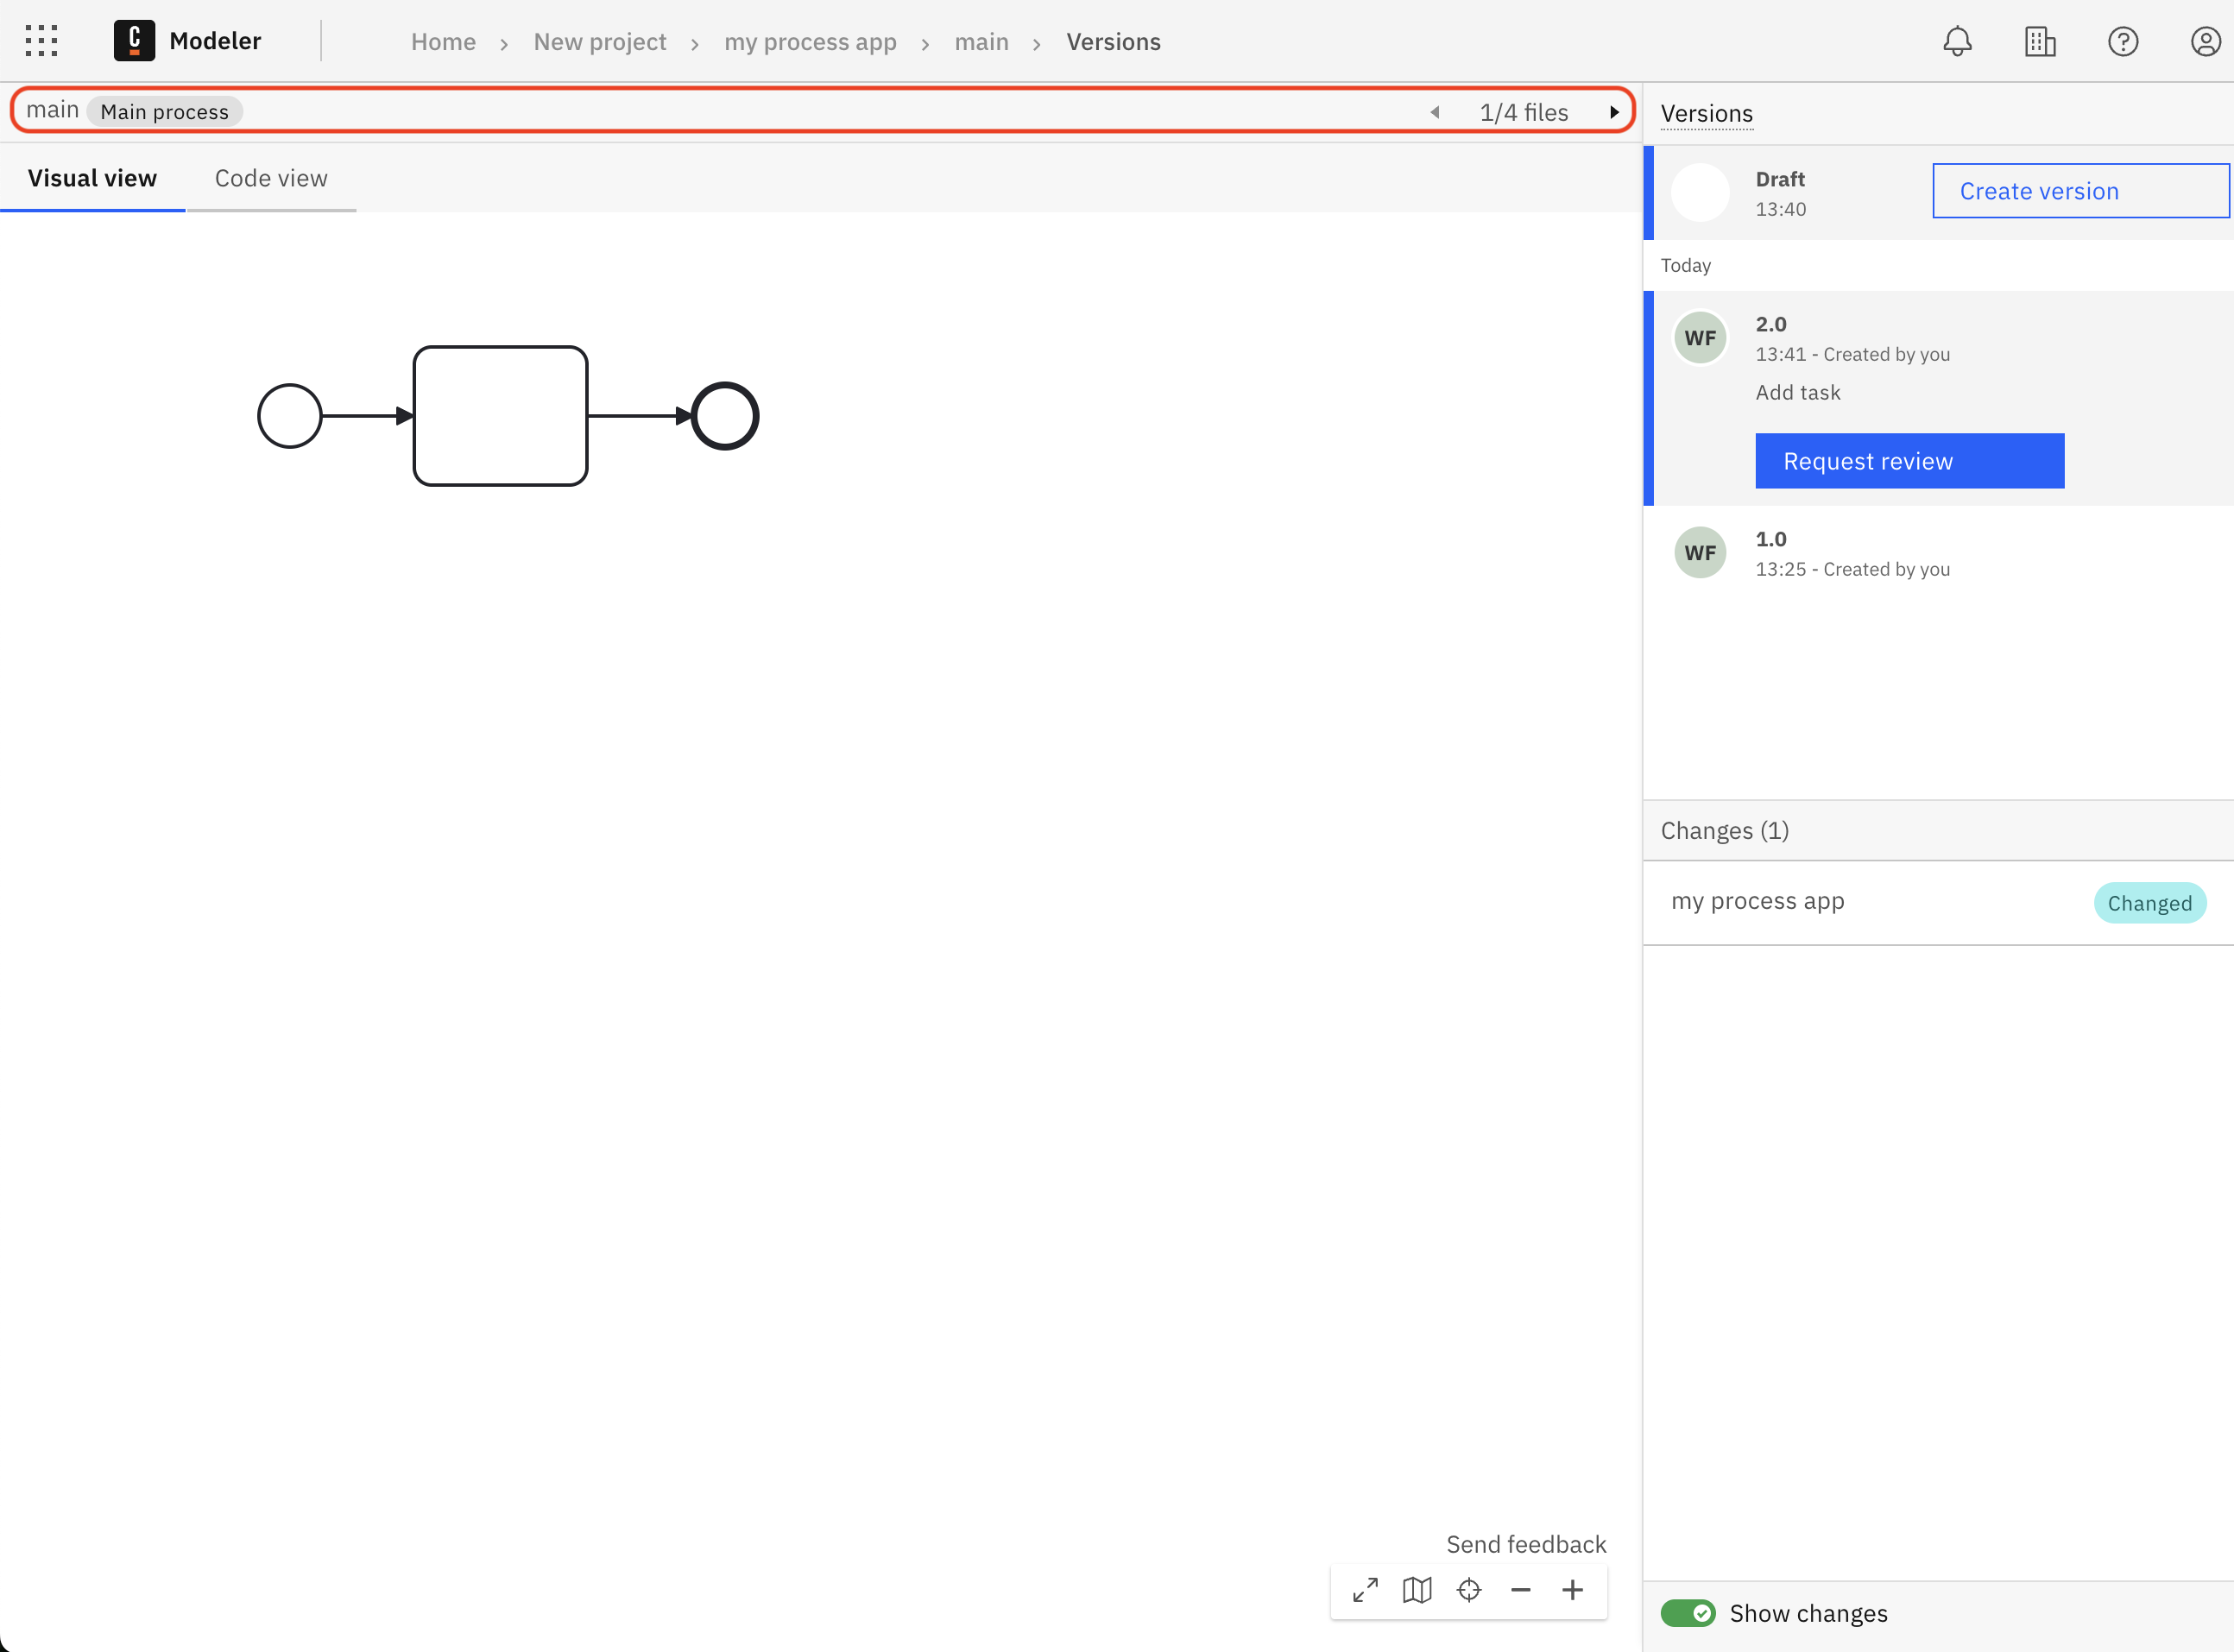 Modeler
Home › New project › my process app › main › Versions
main Main process 1/4 files
Visual view Code view
Versions
Draft
13:40
Create version
Today
WF
2.0
13:41 - Created by you
Add task
Request review
WF
1.0
13:25 - Created by you
Changes (1)
my process app Changed
Send feedback
Show changes